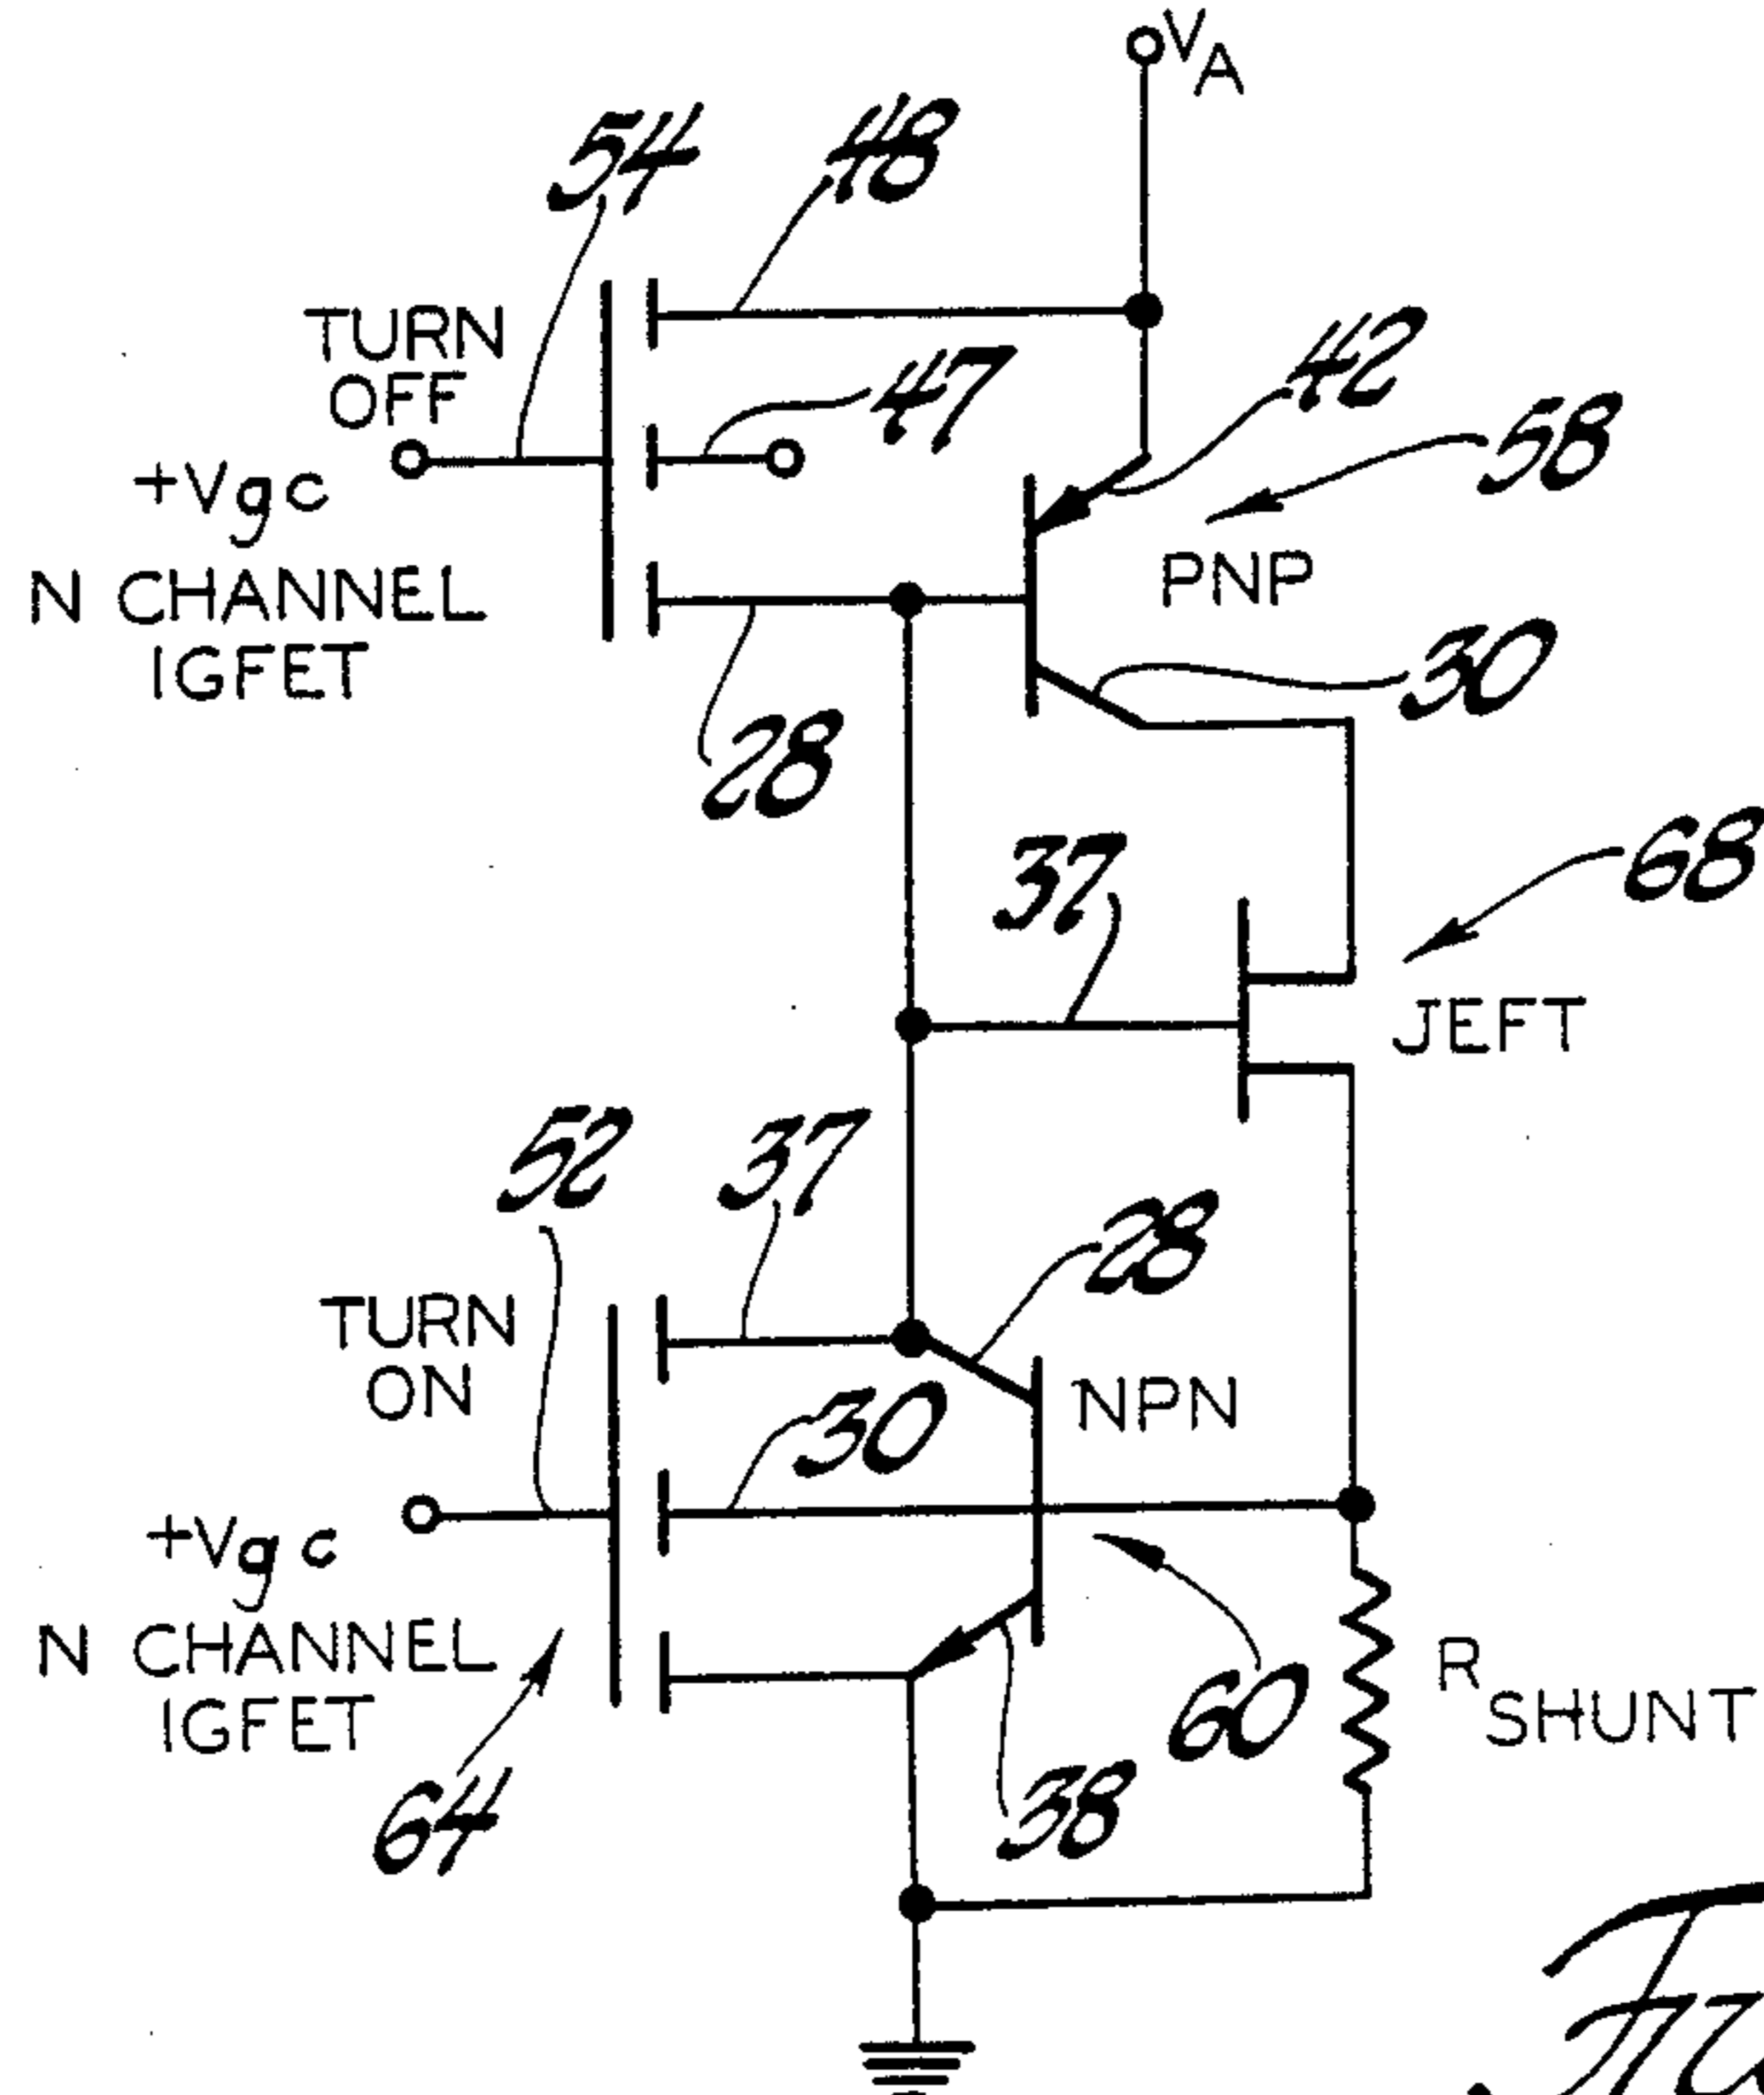 VA
54
48
TURN
OFF
47
42
58
+Vgc
N CHANNEL
IGFET
PNP
30
28
37
68
JEFT
52
37
28
TURN
ON
30
NPN
+Vgc
N CHANNEL
IGFET
64
60
38
R
SHUNT